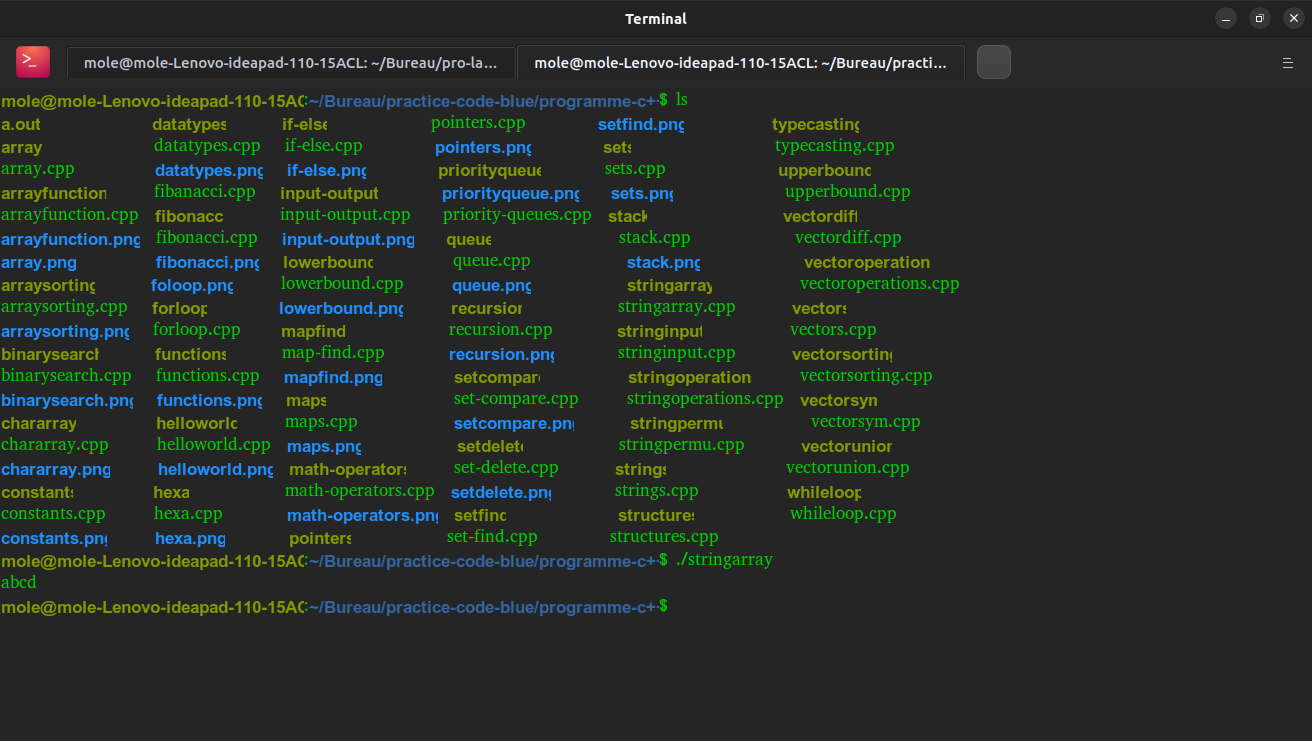 Terminal
>_ mole@mole-Lenovo-ideapad-110-15ACL: ~/Bureau/pro-la... mole@mole-Lenovo-ideapad-110-15ACL: ~/Bureau/practi...
mole@mole-Lenovo-ideapad-110-15AC:~/Bureau/practice-code-blue/programme-c+$ ls
a.out datatypes if-else pointers.cpp setfind.png typecasting
array datatypes.cpp if-else.cpp pointers.png sets typecasting.cpp
array.cpp datatypes.png if-else.png priorityqueue sets.cpp upperbound
arrayfunction fibanacci.cpp input-output priorityqueue.png sets.png upperbound.cpp
arrayfunction.cpp fibonacc input-output.cpp priority-queues.cpp stack vectordiff
arrayfunction.png fibonacci.cpp input-output.png queue stack.cpp vectordiff.cpp
array.png fibonacci.png lowerbound queue.cpp stack.png vectoroperation
arraysorting foloop.png lowerbound.cpp queue.png stringarray vectoroperations.cpp
arraysorting.cpp forloop lowerbound.png recursion stringarray.cpp vectors
arraysorting.png forloop.cpp mapfind recursion.cpp stringinput vectors.cpp
binarysearch functions map-find.cpp recursion.png stringinput.cpp vectorsorting
binarysearch.cpp functions.cpp mapfind.png setcompare stringoperation vectorsorting.cpp
binarysearch.png functions.png maps set-compare.cpp stringoperations.cpp vectorsym
chararray helloworld maps.cpp setcompare.png stringpermu vectorsym.cpp
chararray.cpp helloworld.cpp maps.png setdelete stringpermu.cpp vectorunion
chararray.png helloworld.png math-operators set-delete.cpp strings vectorunion.cpp
constants hexa math-operators.cpp setdelete.png strings.cpp whileloop
constants.cpp hexa.cpp math-operators.png setfind structures whileloop.cpp
constants.png hexa.png pointers set-find.cpp structures.cpp
mole@mole-Lenovo-ideapad-110-15AC:~/Bureau/practice-code-blue/programme-c+$ ./stringarray
abcd
mole@mole-Lenovo-ideapad-110-15AC:~/Bureau/practice-code-blue/programme-c+$